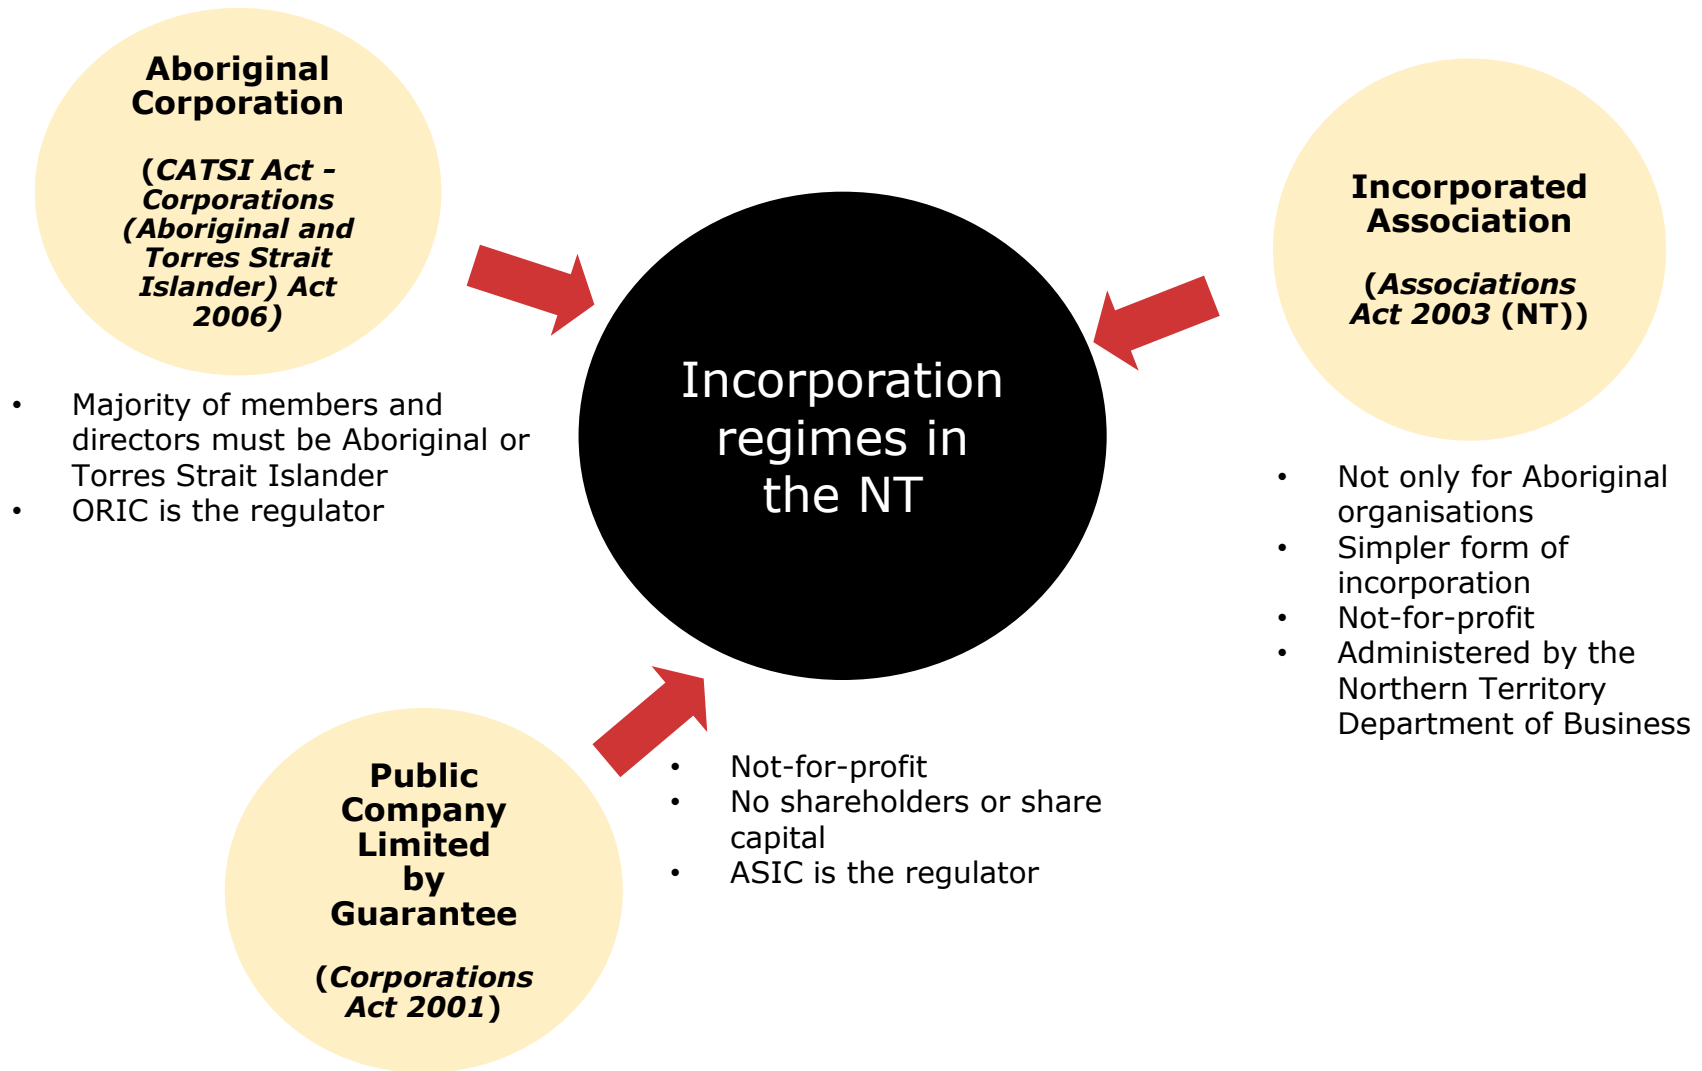 Aboriginal
Corporation
(CATSI Act -
Corporations
(Aboriginal and
Torres Strait
Islander) Act
2006)
• Majority of members and
directors must be Aboriginal or
Torres Strait Islander
• ORIC is the regulator
Incorporation
regimes in
the NT
Incorporated
Association
(Associations
Act 2003 (NT))
• Not only for Aboriginal
organisations
• Simpler form of
incorporation
• Not-for-profit
• Administered by the
Northern Territory
Department of Business
Public
Company
Limited
by
Guarantee
(Corporations
Act 2001)
• Not-for-profit
• No shareholders or share
capital
• ASIC is the regulator